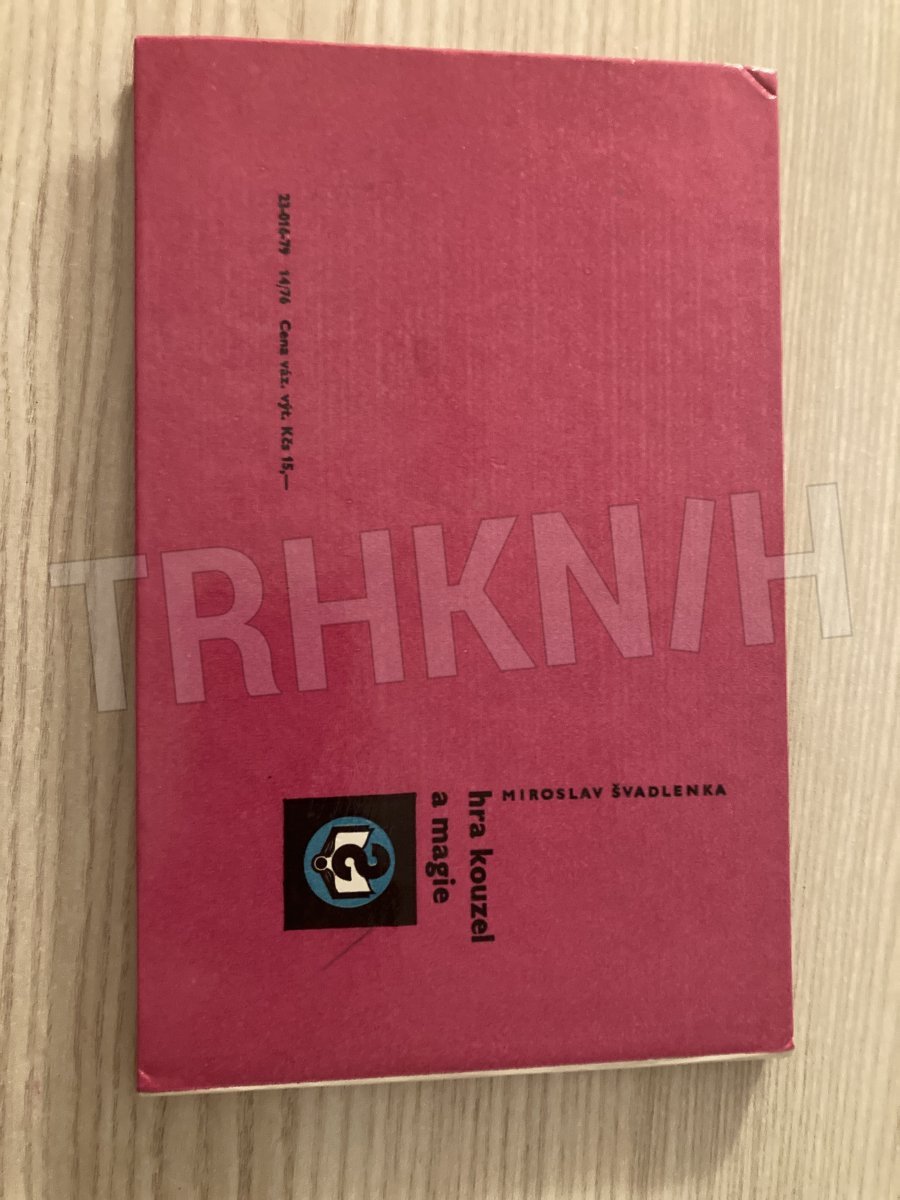 MIROSLAV ŠVADLENKA
hra kouzel
a magie
23-016-79 14/76 Cena váz. výt. Kčs 15,—
TRHKNIH